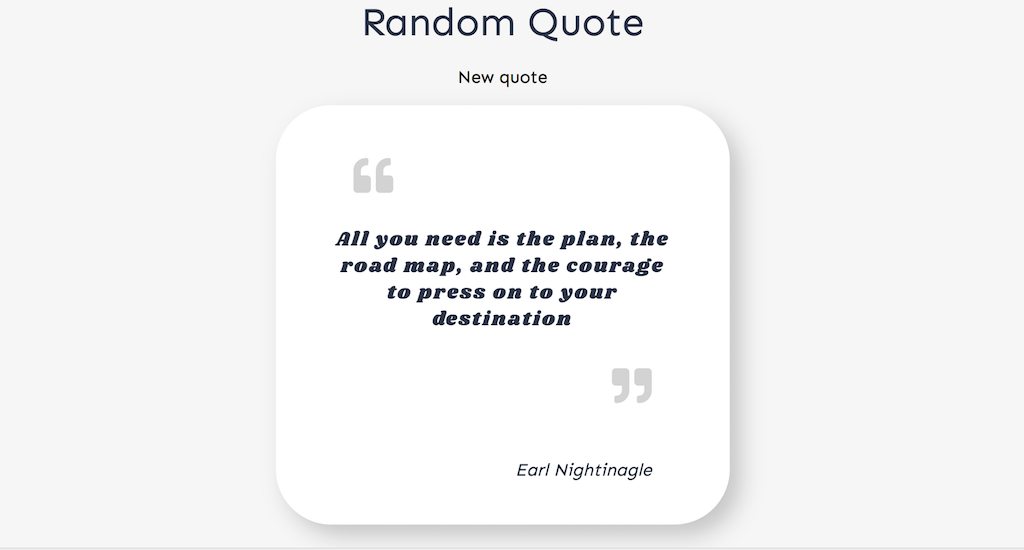 Random Quote
New quote
“
All you need is the plan, the
road map, and the courage
to press on to your
destination
”
Earl Nightinagle